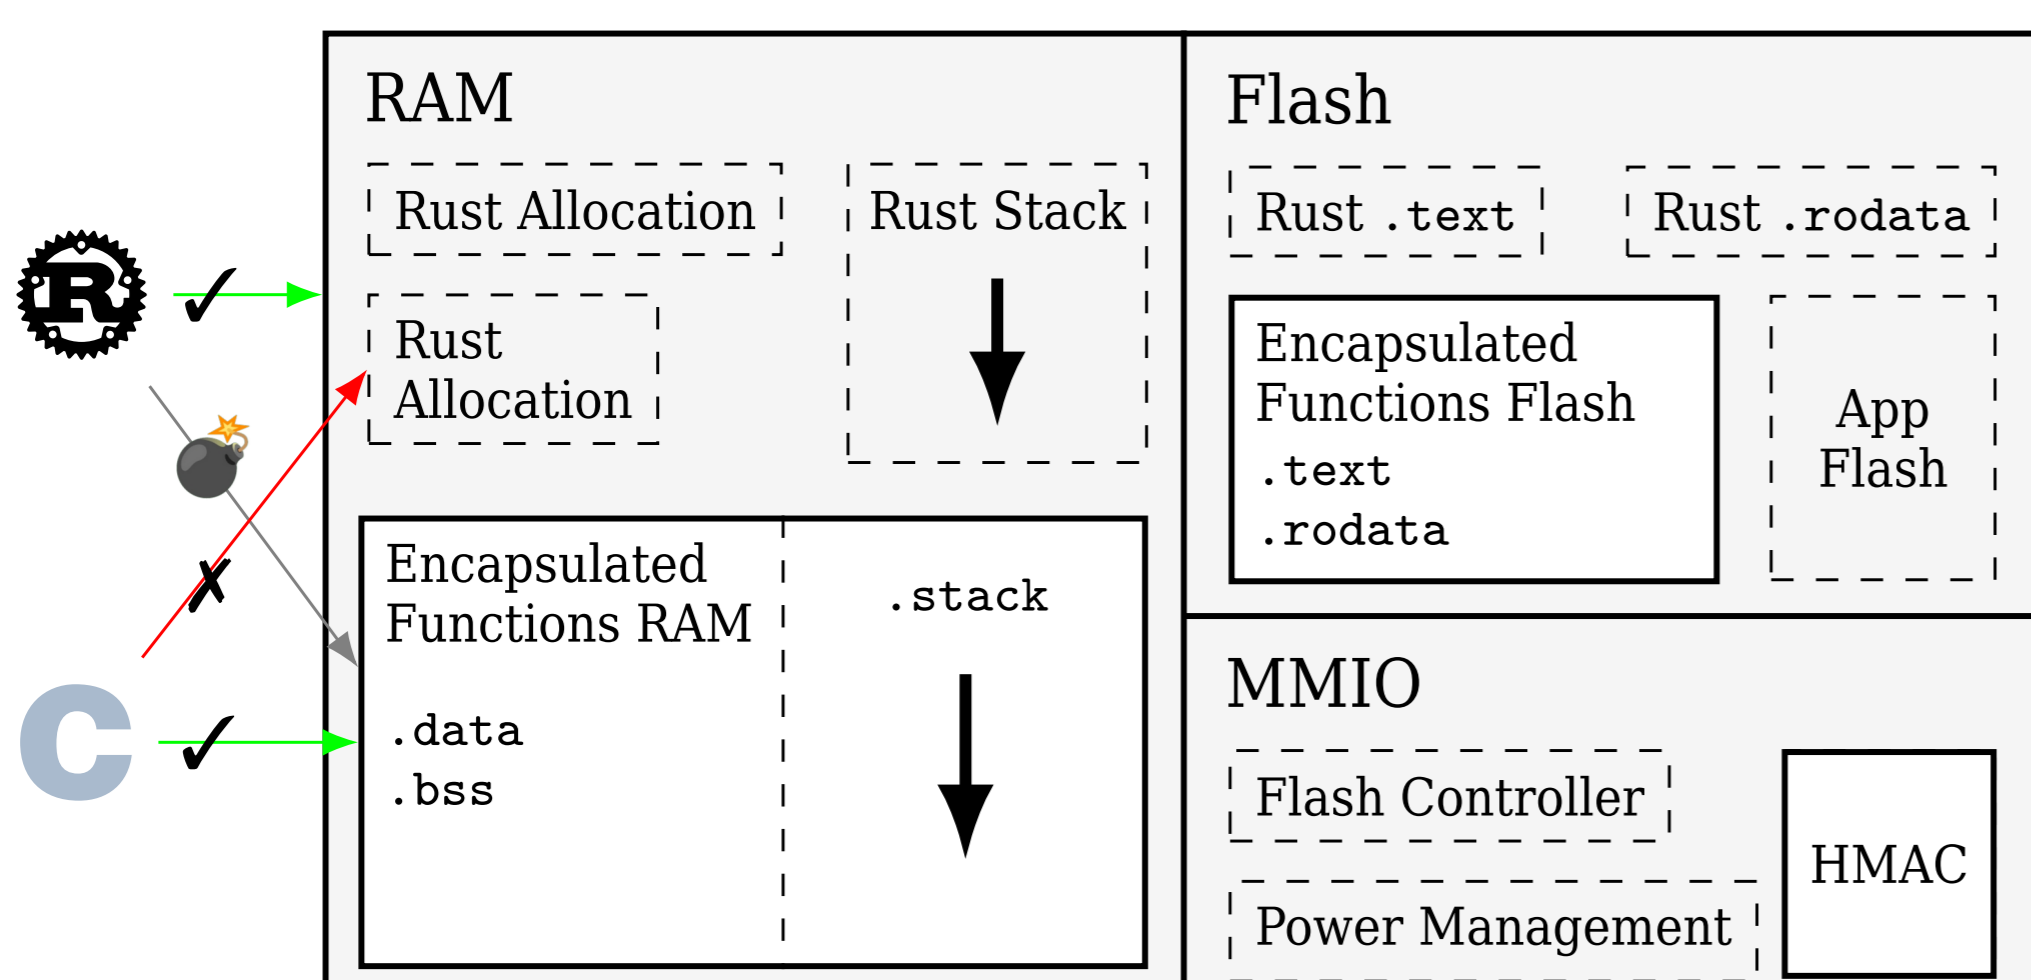 RAM
Rust Allocation
Rust Stack
Rust
Allocation
Encapsulated
Functions RAM
.data
.bss
.stack
Flash
Rust .text
Rust .rodata
Encapsulated
Functions Flash
.text
.rodata
App
Flash
MMIO
Flash Controller
Power Management
HMAC
R
C